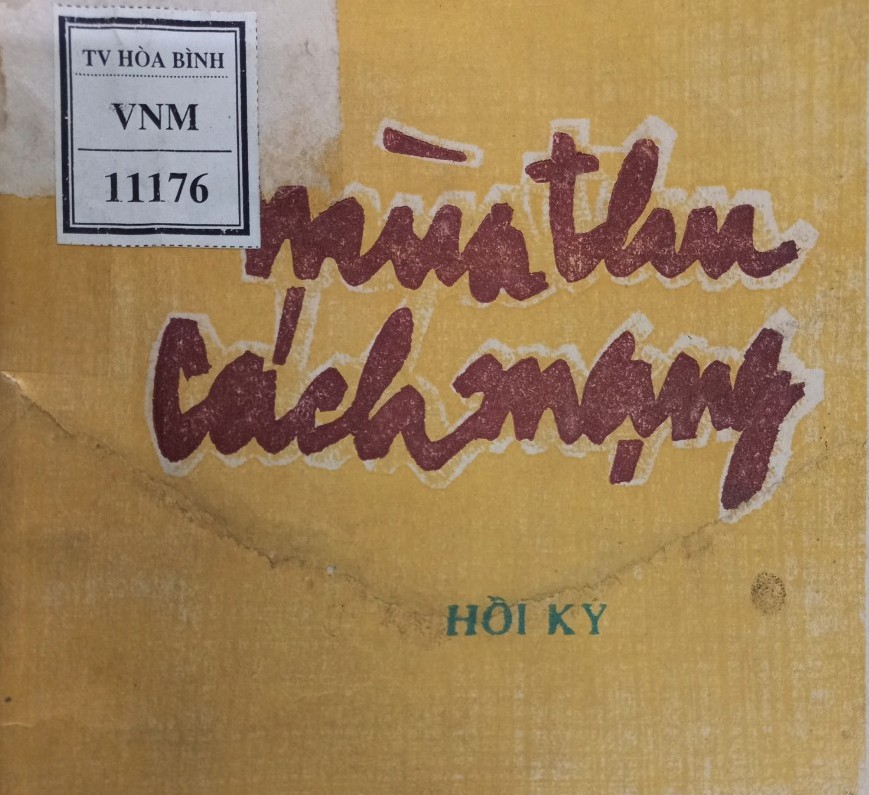 TV HÒA BÌNH
VNM
11176
mùa thu
cách mạng
HỒI KÝ